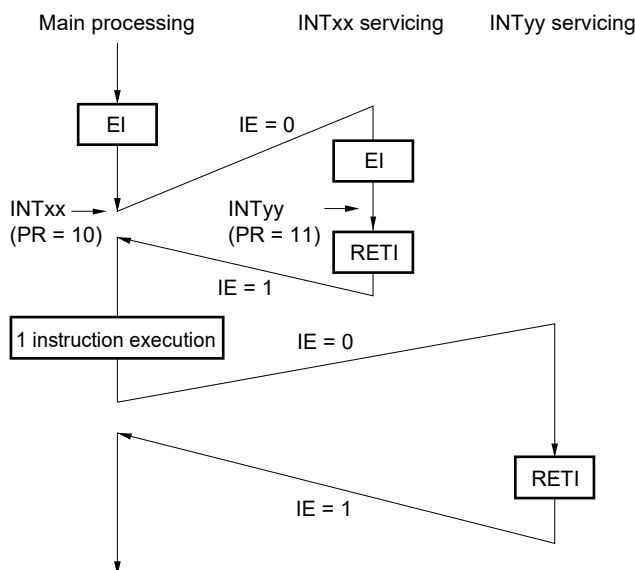 Main processing
INTxx servicing
INTyy servicing
EI
IE = 0
EI
INTxx
(PR = 10)
INTyy
(PR = 11)
RETI
IE = 1
1 instruction execution
IE = 0
RETI
IE = 1